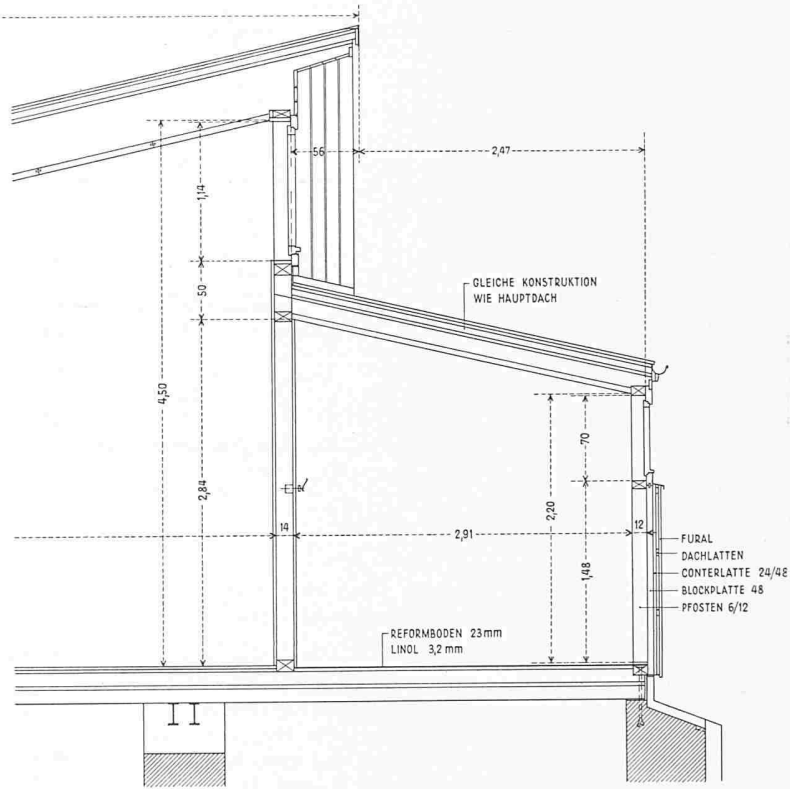 56
2,47
1,14
GLEICHE KONSTRUKTION
WIE HAUPTDACH
50
4,50
2,84
70
2,20
14
2,91
12
1,48
FURAL
DACHLATTEN
CONTERLATTE 24/48
BLOCKPLATTE 48
PFOSTEN 6/12
REFORMBODEN 23mm
LINOL 3,2 mm